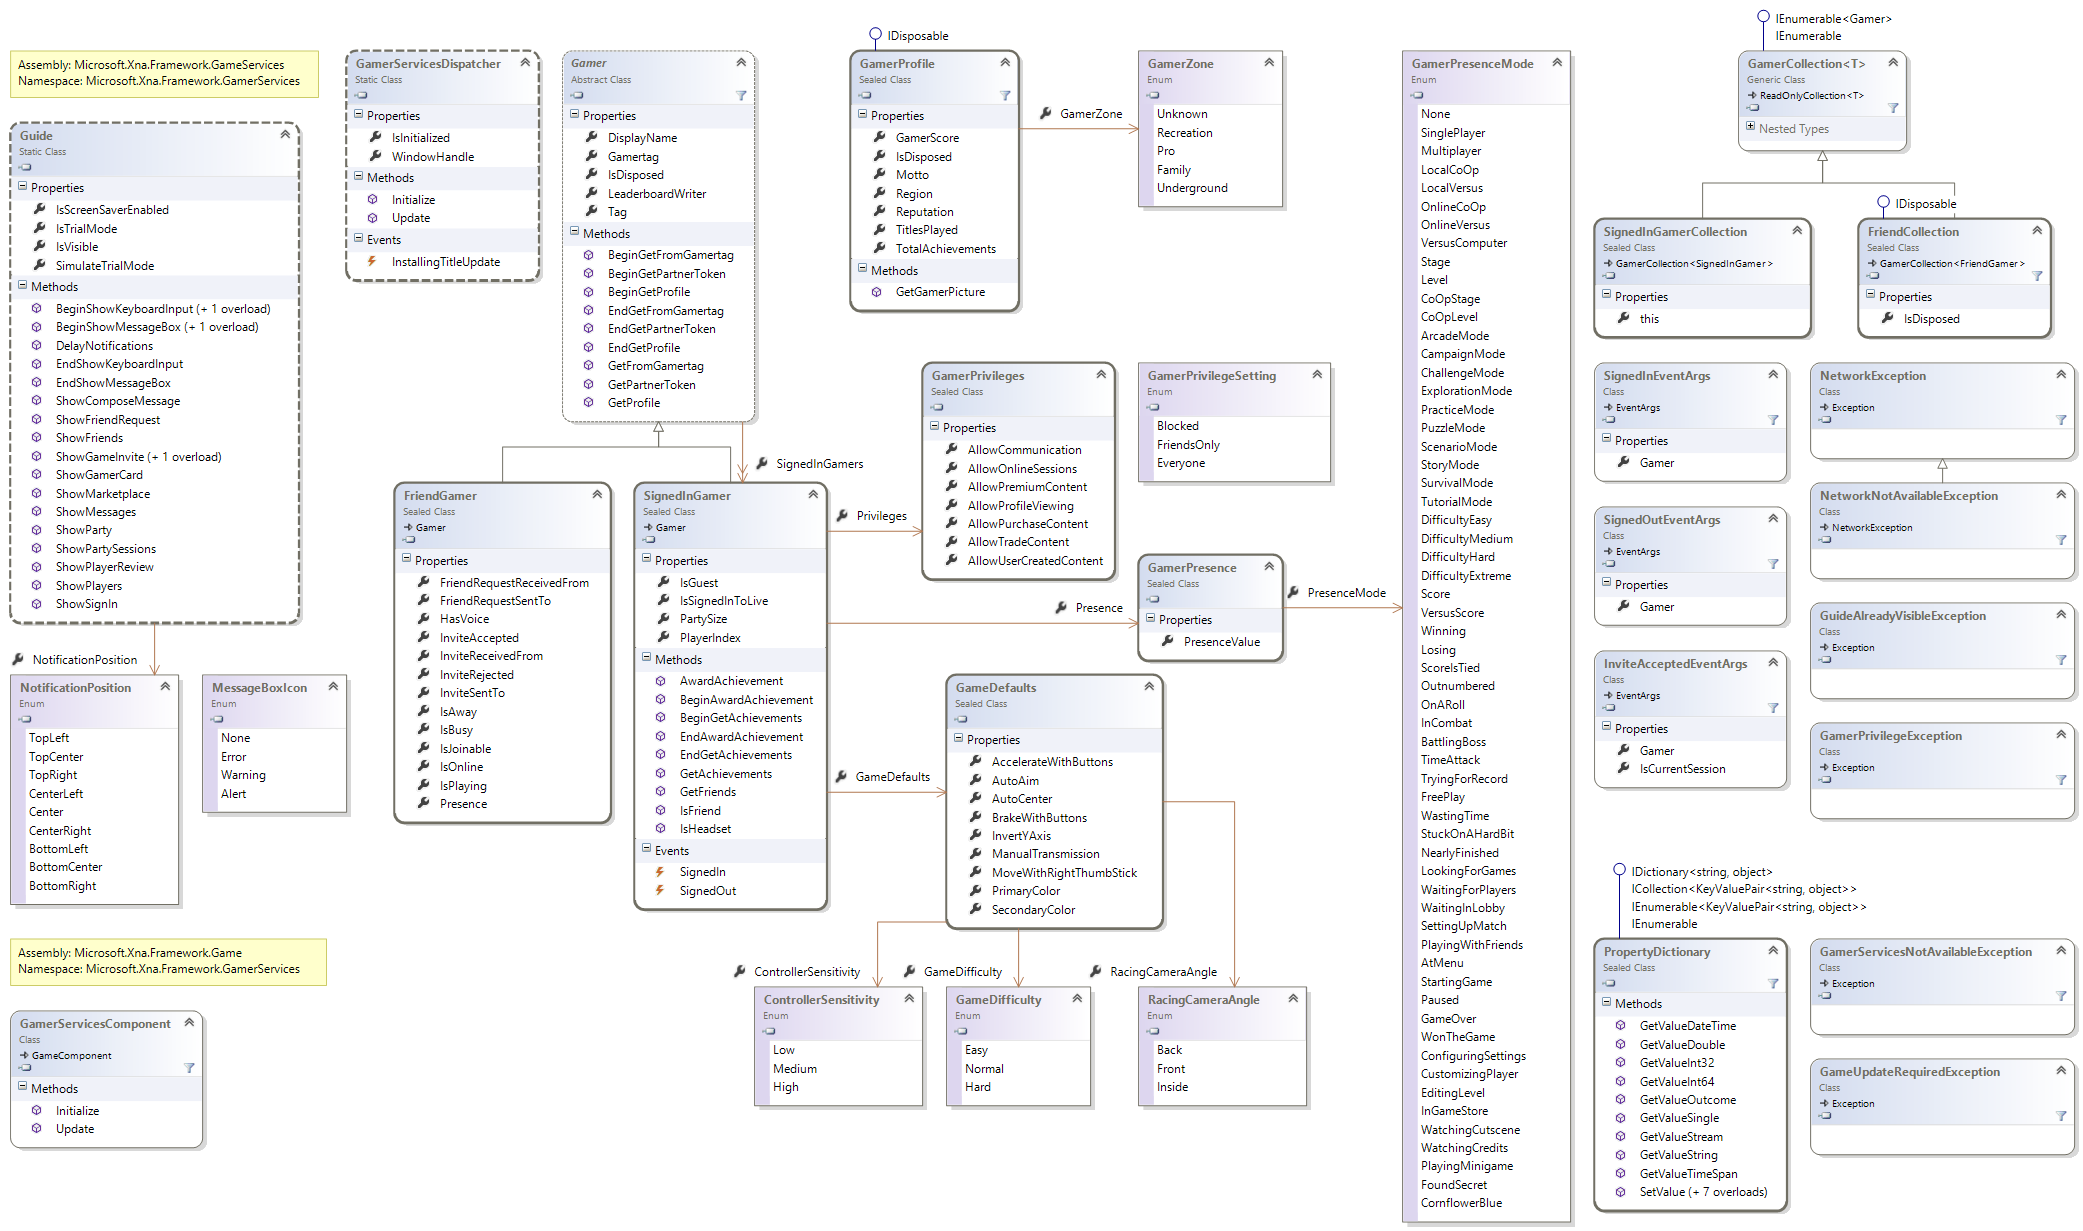 Assembly: Microsoft.Xna.Framework.GameServices
Namespace: Microsoft.Xna.Framework.GamerServices
Guide
Static Class
Properties
IsScreenSaverEnabled
IsTrialMode
IsVisible
SimulateTrialMode
Methods
BeginShowKeyboardInput (+ 1 overload)
BeginShowMessageBox (+ 1 overload)
DelayNotifications
EndShowKeyboardInput
EndShowMessageBox
ShowComposeMessage
ShowFriendRequest
ShowFriends
ShowGameInvite (+ 1 overload)
ShowGamerCard
ShowMarketplace
ShowMessages
ShowParty
ShowPartySessions
ShowPlayerReview
ShowPlayers
ShowSignIn
NotificationPosition
NotificationPosition
Enum
TopLeft
TopCenter
TopRight
CenterLeft
Center
CenterRight
BottomLeft
BottomCenter
BottomRight
MessageBoxIcon
Enum
None
Error
Warning
Alert
Assembly: Microsoft.Xna.Framework.Game
Namespace: Microsoft.Xna.Framework.GamerServices
GamerServicesComponent
Class
GameComponent
Methods
Initialize
Update
GamerServicesDispatcher
Static Class
Properties
IsInitialized
WindowHandle
Methods
Initialize
Update
Events
InstallingTitleUpdate
Gamer
Abstract Class
Properties
DisplayName
Gamertag
IsDisposed
LeaderboardWriter
Tag
Methods
BeginGetFromGamertag
BeginGetPartnerToken
BeginGetProfile
EndGetFromGamertag
EndGetPartnerToken
EndGetProfile
GetFromGamertag
GetPartnerToken
GetProfile
SignedInGamers
FriendGamer
Sealed Class
Gamer
Properties
FriendRequestReceivedFrom
FriendRequestSentTo
HasVoice
InviteAccepted
InviteReceivedFrom
InviteRejected
InviteSentTo
IsAway
IsBusy
IsJoinable
IsOnline
IsPlaying
Presence
SignedInGamer
Sealed Class
Gamer
Properties
IsGuest
IsSignedInToLive
PartySize
PlayerIndex
Methods
AwardAchievement
BeginAwardAchievement
BeginGetAchievements
EndAwardAchievement
EndGetAchievements
GetAchievements
GetFriends
IsFriend
IsHeadset
Events
SignedIn
SignedOut
IDisposable
GamerProfile
Sealed Class
Properties
GamerScore
IsDisposed
Motto
Region
Reputation
TitlesPlayed
TotalAchievements
Methods
GetGamerPicture
GamerZone
GamerZone
Enum
Unknown
Recreation
Pro
Family
Underground
Privileges
GamerPrivileges
Sealed Class
Properties
AllowCommunication
AllowOnlineSessions
AllowPremiumContent
AllowProfileViewing
AllowPurchaseContent
AllowTradeContent
AllowUserCreatedContent
GamerPrivilegeSetting
Enum
Blocked
FriendsOnly
Everyone
Presence
GamerPresence
Sealed Class
Properties
PresenceValue
PresenceMode
GameDefaults
GameDefaults
Sealed Class
Properties
AccelerateWithButtons
AutoAim
AutoCenter
BrakeWithButtons
InvertYAxis
ManualTransmission
MoveWithRightThumbStick
PrimaryColor
SecondaryColor
ControllerSensitivity
GameDifficulty
RacingCameraAngle
ControllerSensitivity
Enum
Low
Medium
High
GameDifficulty
Enum
Easy
Normal
Hard
RacingCameraAngle
Enum
Back
Front
Inside
GamerPresenceMode
Enum
None
SinglePlayer
Multiplayer
LocalCoOp
LocalVersus
OnlineCoOp
OnlineVersus
VersusComputer
Stage
Level
CoOpStage
CoOpLevel
ArcadeMode
CampaignMode
ChallengeMode
ExplorationMode
PracticeMode
PuzzleMode
ScenarioMode
StoryMode
SurvivalMode
TutorialMode
DifficultyEasy
DifficultyMedium
DifficultyHard
DifficultyExtreme
Score
VersusScore
Winning
Losing
ScoreIsTied
Outnumbered
OnARoll
InCombat
BattlingBoss
TimeAttack
TryingForRecord
FreePlay
WastingTime
StuckOnAHardBit
NearlyFinished
LookingForGames
WaitingForPlayers
WaitingInLobby
SettingUpMatch
PlayingWithFriends
AtMenu
StartingGame
Paused
GameOver
WonTheGame
ConfiguringSettings
CustomizingPlayer
EditingLevel
InGameStore
WatchingCutscene
WatchingCredits
PlayingMinigame
FoundSecret
CornflowerBlue
IEnumerable<Gamer>
IEnumerable
GamerCollection<T>
Generic Class
ReadOnlyCollection<T>
Nested Types
SignedInGamerCollection
Sealed Class
GamerCollection<SignedInGamer>
Properties
this
IDisposable
FriendCollection
Sealed Class
GamerCollection<FriendGamer>
Properties
IsDisposed
SignedInEventArgs
Class
EventArgs
Properties
Gamer
SignedOutEventArgs
Class
EventArgs
Properties
Gamer
InviteAcceptedEventArgs
Class
EventArgs
Properties
Gamer
IsCurrentSession
NetworkException
Class
Exception
NetworkNotAvailableException
Class
NetworkException
GuideAlreadyVisibleException
Class
Exception
GamerPrivilegeException
Class
Exception
IDictionary<string, object>
ICollection<KeyValuePair<string, object>>
IEnumerable<KeyValuePair<string, object>>
IEnumerable
PropertyDictionary
Sealed Class
Methods
GetValueDateTime
GetValueDouble
GetValueInt32
GetValueInt64
GetValueOutcome
GetValueSingle
GetValueStream
GetValueString
GetValueTimeSpan
SetValue (+ 7 overloads)
GamerServicesNotAvailableException
Class
Exception
GameUpdateRequiredException
Class
Exception